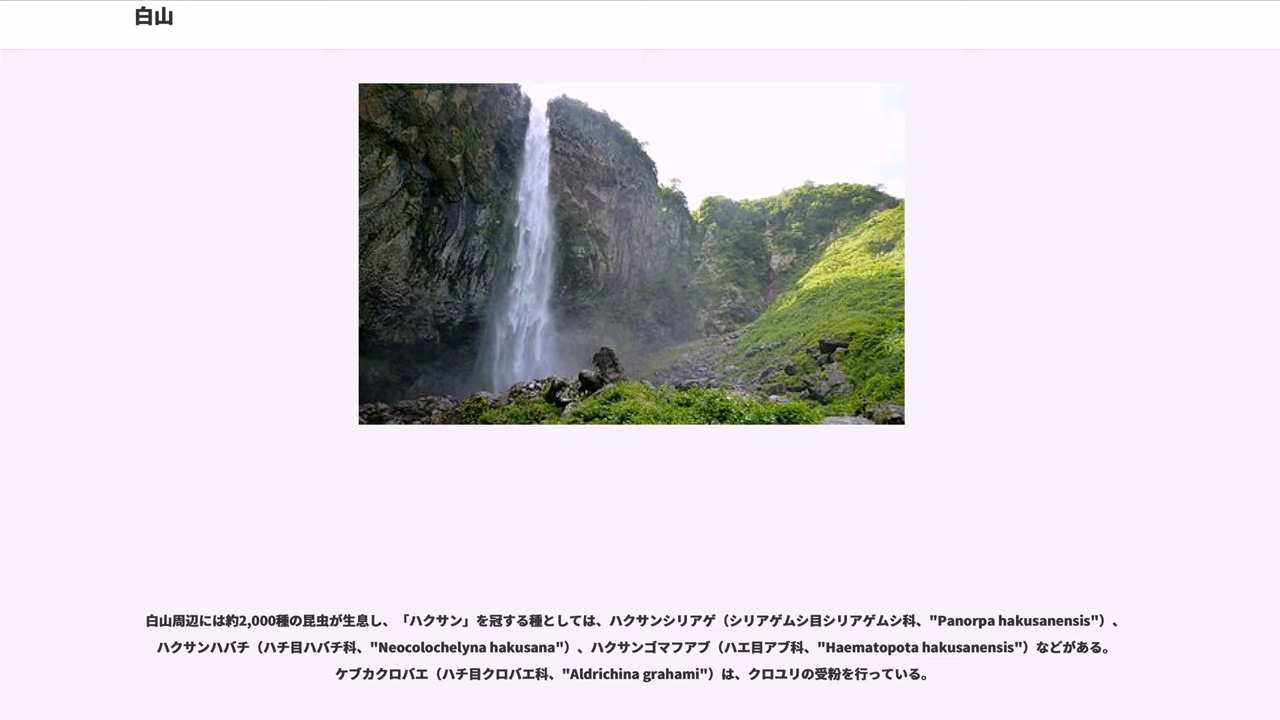 白山
白山周辺には約2,000種の昆虫が生息し、「ハクサン」を冠する種としては、ハクサンシリアゲ（シリアゲムシ目シリアゲムシ科、"Panorpa hakusanensis"）、
ハクサンハバチ（ハチ目ハバチ科、"Neocolochelyna hakusana"）、ハクサンゴマフアブ（ハエ目アブ科、"Haematopota hakusanensis"）などがある。
ケブカクロバエ（ハチ目クロバエ科、"Aldrichina grahami"）は、クロユリの受粉を行っている。